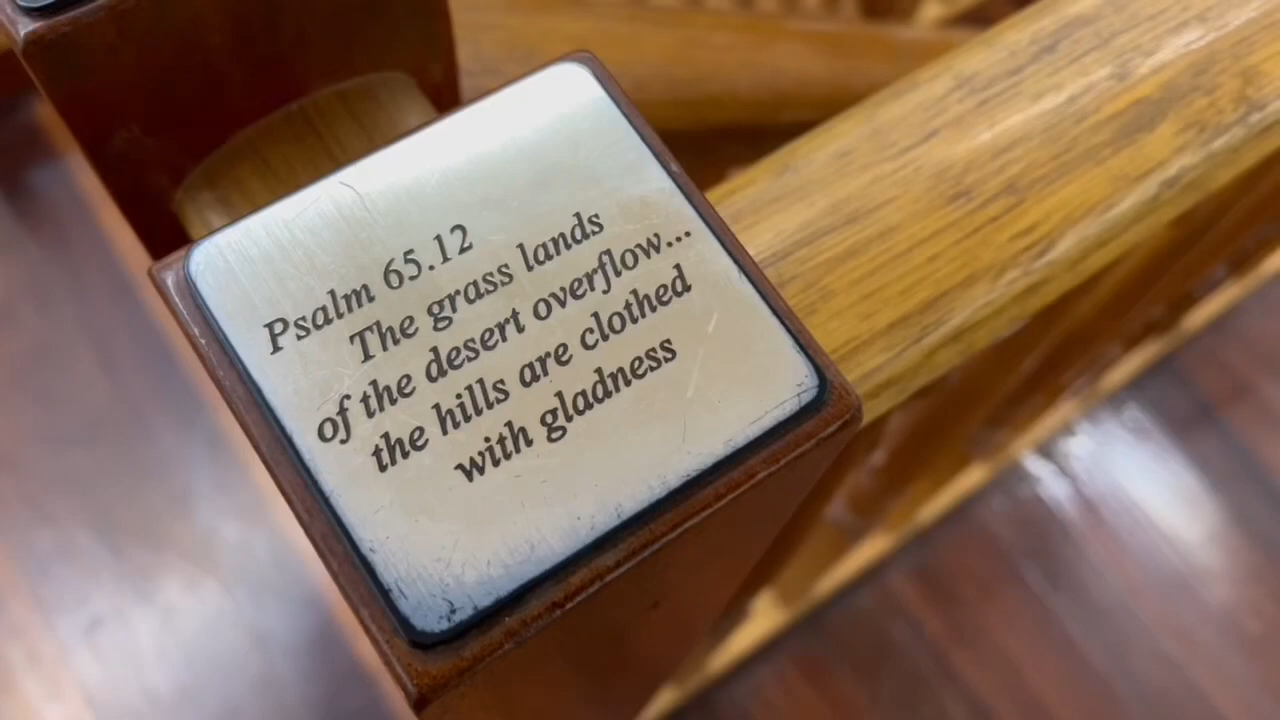 Psalm 65.12
The grass lands
of the desert overflow...
the hills are clothed
with gladness